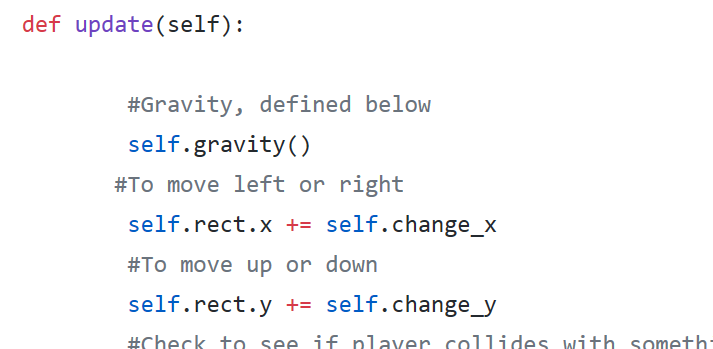 def update(self):
#Gravity, defined below
self.gravity()
#To move left or right
self.rect.x += self.change_x
#To move up or down
self.rect.y += self.change_y
#Check to see if player collides with